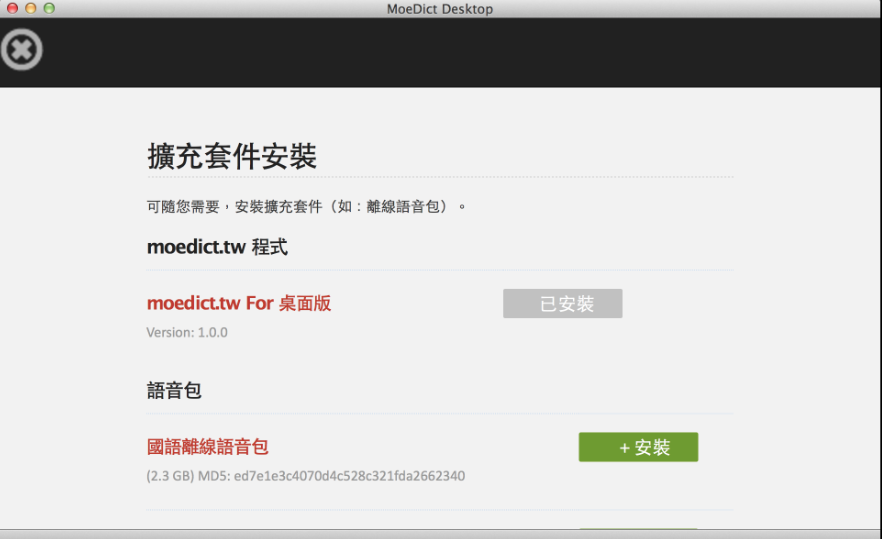 MoeDict Desktop
擴充套件安裝
可隨您需要，安裝擴充套件（如：離線語音包）。
moedict.tw 程式
moedict.tw For 桌面版
已安裝
Version: 1.0.0
語音包
國語離線語音包
+ 安裝
(2.3 GB) MD5: ed7e1e3c4070d4c528c321fda2662340